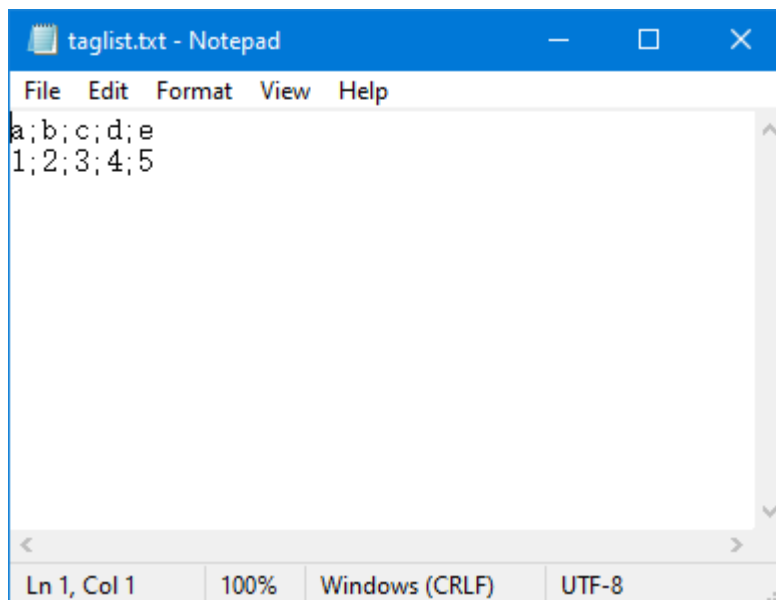 taglist.txt - Notepad
File Edit Format View Help
a;b;c;d;e
1;2;3;4;5
Ln 1, Col 1 100% Windows (CRLF) UTF-8